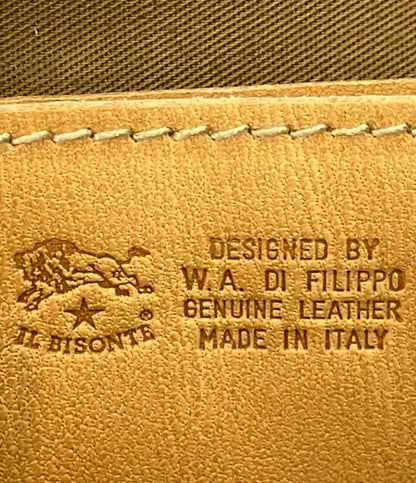 IL BISONTE®
DESIGNED BY
W.A. DI FILIPPO
GENUINE LEATHER
MADE IN ITALY